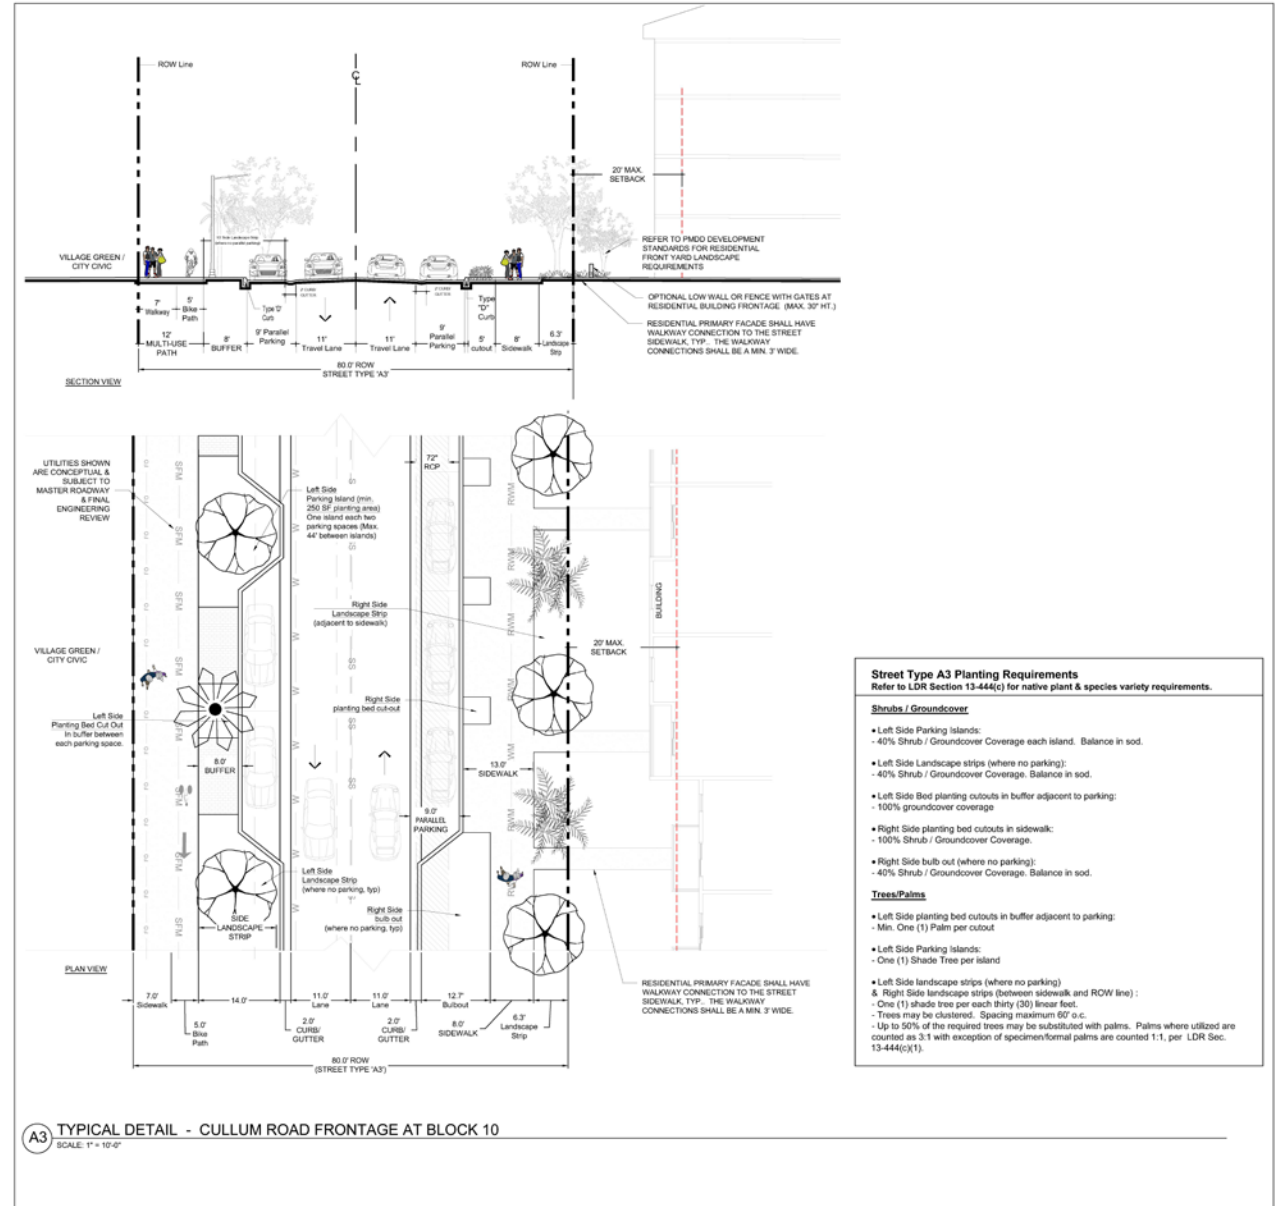 ROW Line
ROW Line
20' MAX.
SETBACK
VILLAGE GREEN /
CITY CIVIC
REFER TO PMDD DEVELOPMENT
STANDARDS FOR RESIDENTIAL
FRONT YARD LANDSCAPE
REQUIREMENTS
OPTIONAL LOW WALL OR FENCE WITH GATES AT
RESIDENTIAL BUILDING FRONTAGE (MAX. 30" HT.)
RESIDENTIAL PRIMARY FACADE SHALL HAVE
WALKWAY CONNECTION TO THE STREET
SIDEWALK, TYP.. THE WALKWAY
CONNECTIONS SHALL BE A MIN. 3' WIDE.
7'
Walkway
5'
Bike
Path
Type 'D'
Curb
2' CURB/
GUTTER
2' CURB/
GUTTER
Type
"D"
Curb
12'
MULTI-USE
PATH
8'
BUFFER
9' Parallel
Parking
11'
Travel Lane
11'
Travel Lane
9'
Parallel
Parking
5'
cutout
8'
Sidewalk
6.3'
Landscape
Strip
80.0' ROW
STREET TYPE 'A3'
SECTION VIEW
UTILITIES SHOWN
ARE CONCEPTUAL &
SUBJECT TO
MASTER ROADWAY
& FINAL
ENGINEERING
REVIEW
72"
RCP
Left Side
Parking Island (min.
250 SF planting area)
One island each two
parking spaces (Max.
44' between islands)
Right Side
Landscape Strip
(adjacent to sidewalk)
BUILDING
20' MAX.
SETBACK
VILLAGE GREEN /
CITY CIVIC
Right Side
planting bed cut-out
Left Side
Planting Bed Cut Out
In buffer between
each parking space.
8.0'
BUFFER
13.0'
SIDEWALK
9.0'
PARALLEL
PARKING
Left Side
Landscape Strip
(where no parking, typ)
Right Side
bulb out
(where no parking, typ)
SIDE
LANDSCAPE
STRIP
SFM
SFM
SFM
SFM
SFM
SFM
W
W
W
W
W
SS
SS
SS
RWM
RWM
RWM
WM
RWM
PLAN VIEW
RESIDENTIAL PRIMARY FACADE SHALL HAVE
WALKWAY CONNECTION TO THE STREET
SIDEWALK, TYP.. THE WALKWAY
CONNECTIONS SHALL BE A MIN. 3' WIDE.
7.0'
Sidewalk
14.0'
11.0'
Lane
11.0'
Lane
12.7'
Bulbout
5.0'
Bike
Path
2.0'
CURB/
GUTTER
2.0'
CURB/
GUTTER
8.0'
SIDEWALK
6.3'
Landscape
Strip
80.0' ROW
(STREET TYPE 'A3')
Street Type A3 Planting Requirements
Refer to LDR Section 13-444(c) for native plant & species variety requirements.
Shrubs / Groundcover
• Left Side Parking Islands:
- 40% Shrub / Groundcover Coverage each island. Balance in sod.
• Left Side Landscape strips (where no parking):
- 40% Shrub / Groundcover Coverage. Balance in sod.
• Left Side Bed planting cutouts in buffer adjacent to parking:
- 100% groundcover coverage
• Right Side planting bed cutouts in sidewalk:
- 100% Shrub / Groundcover Coverage.
• Right Side bulb out (where no parking):
- 40% Shrub / Groundcover Coverage. Balance in sod.
Trees/Palms
• Left Side planting bed cutouts in buffer adjacent to parking:
- Min. One (1) Palm per cutout
• Left Side Parking Islands:
- One (1) Shade Tree per island
• Left Side landscape strips (where no parking)
& Right Side landscape strips (between sidewalk and ROW line) :
- One (1) shade tree per each thirty (30) linear feet.
- Trees may be clustered. Spacing maximum 60' o.c.
- Up to 50% of the required trees may be substituted with palms. Palms where utilized are
counted as 3:1 with exception of specimen/formal palms are counted 1:1, per LDR Sec.
13-444(c)(1).
A3
TYPICAL DETAIL - CULLUM ROAD FRONTAGE AT BLOCK 10
SCALE: 1" = 10'-0"